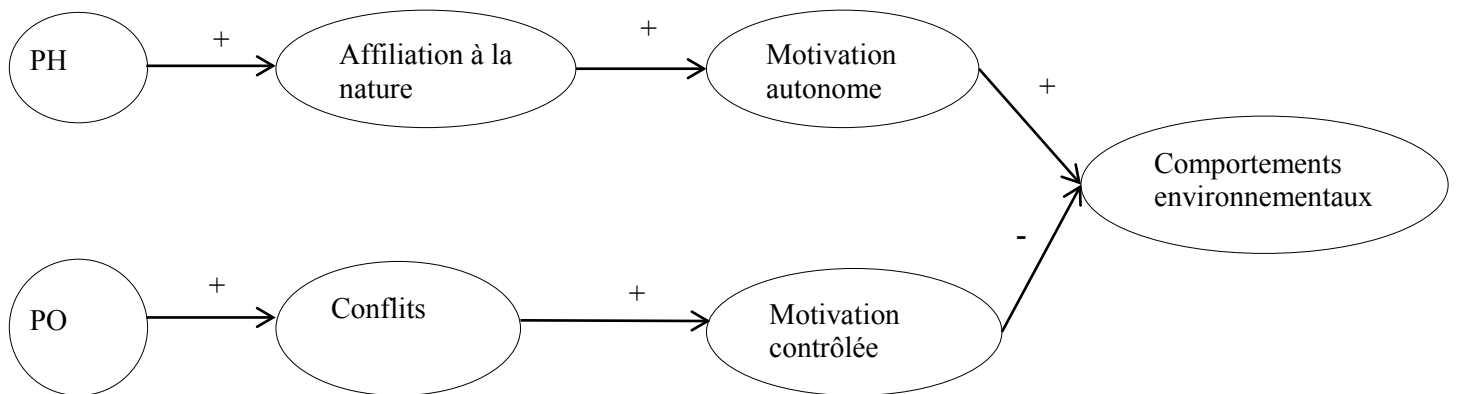 PH
+
Affiliation à la
nature
+
Motivation
autonome
+
Comportements
environnementaux
PO
+
Conflits
+
Motivation
contrôlée
-